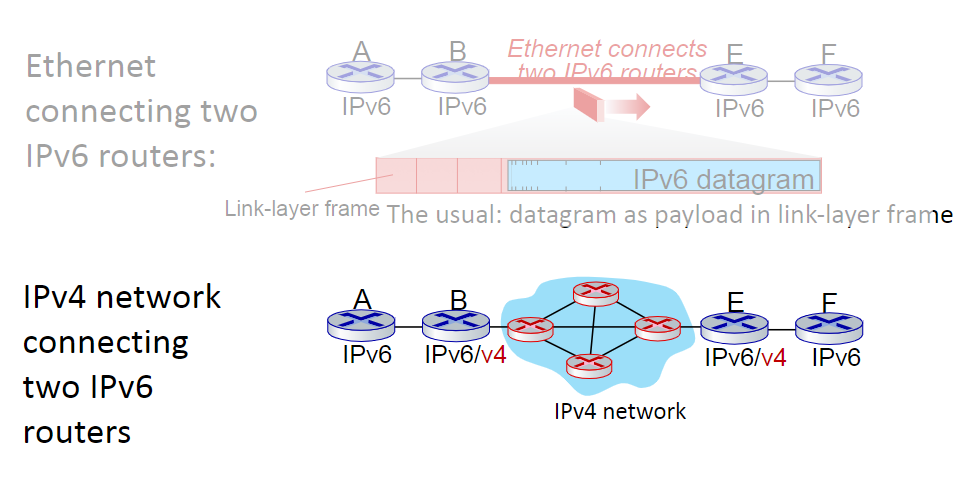 Ethernet
connecting two
IPv6 routers:
A
B
Ethernet connects
two IPv6 routers
E
F
IPv6
IPv6
IPv6
IPv6
IPv6 datagram
Link-layer frame
The usual: datagram as payload in link-layer frame
IPv4 network
connecting
two IPv6
routers
A
B
E
F
IPv6
IPv6/v4
IPv6/v4
IPv6
IPv4 network